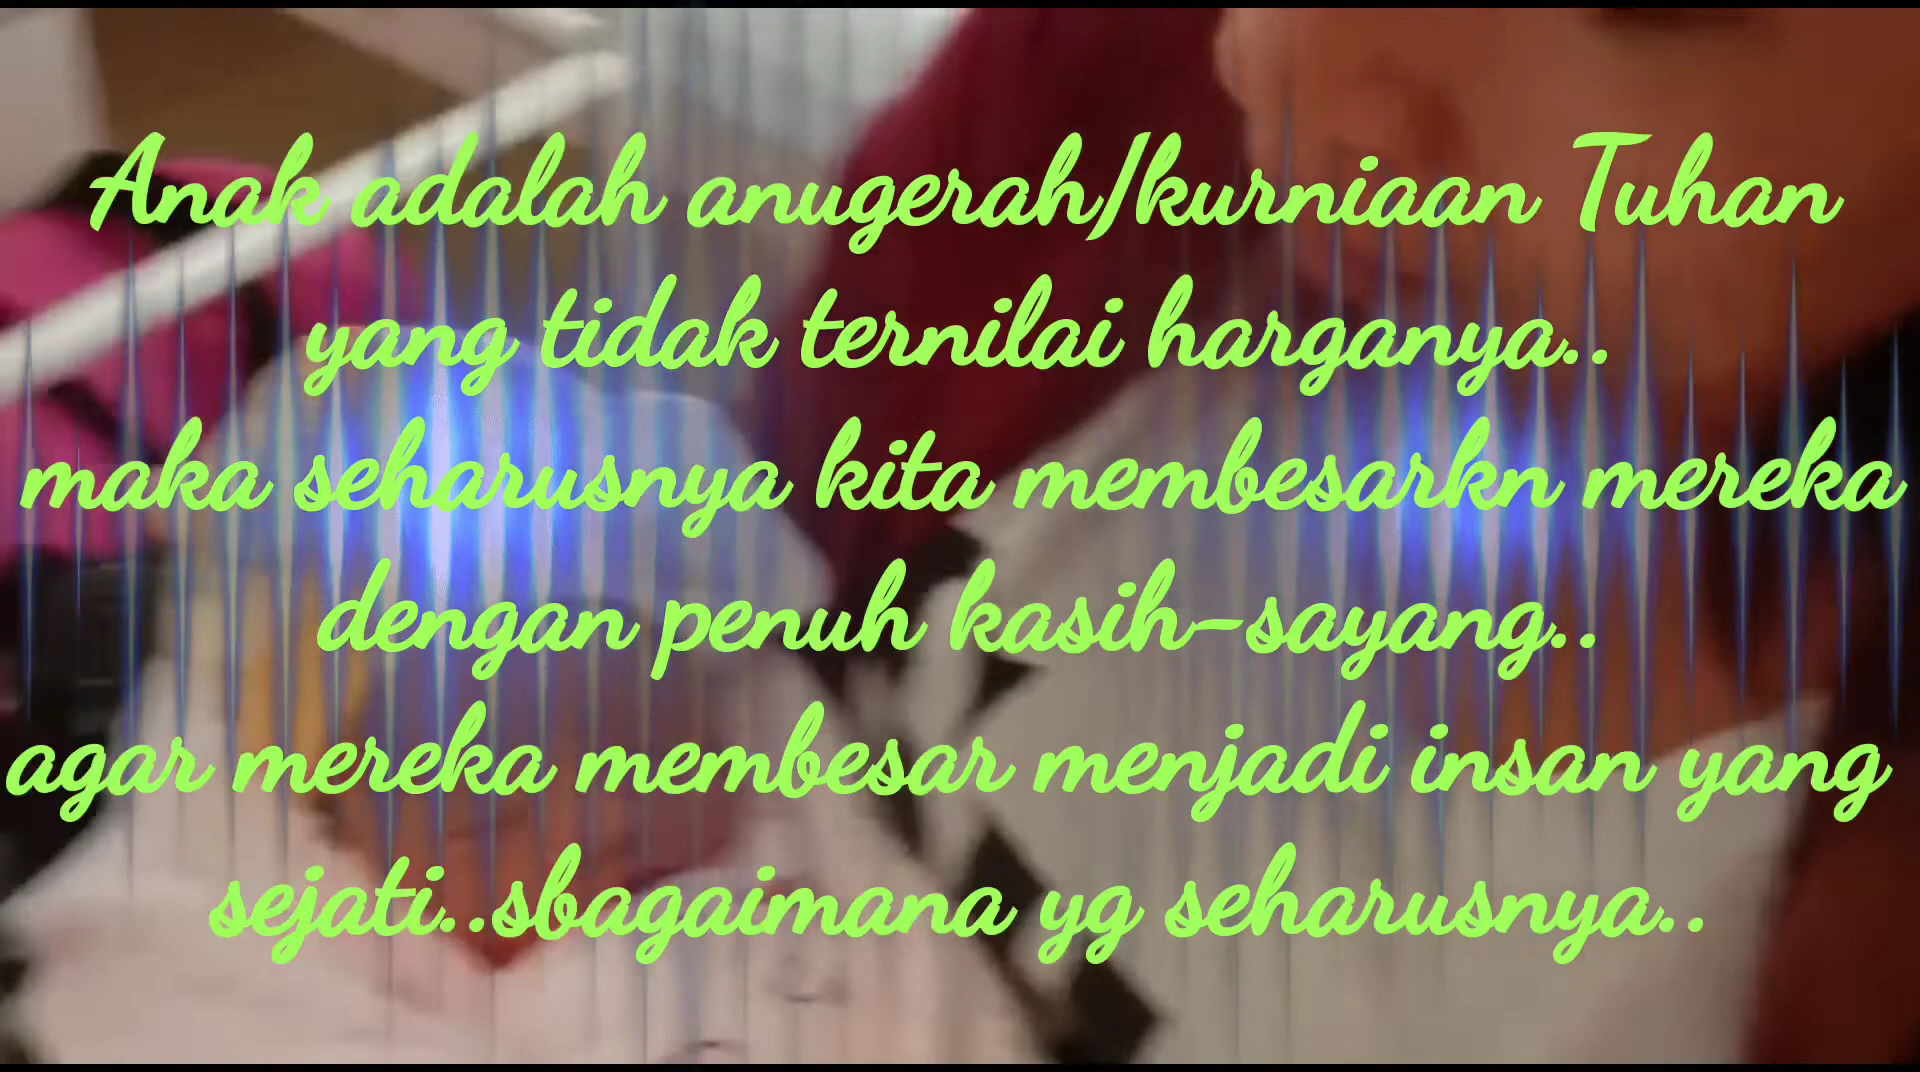 Anak adalah anugerah/kurniaan Tuhan
yang tidak ternilai harganya..
maka seharusnya kita membesarkn mereka
dengan penuh kasih-sayang..
agar mereka membesar menjadi insan yang
sejati..sbagaimana yg seharusnya..